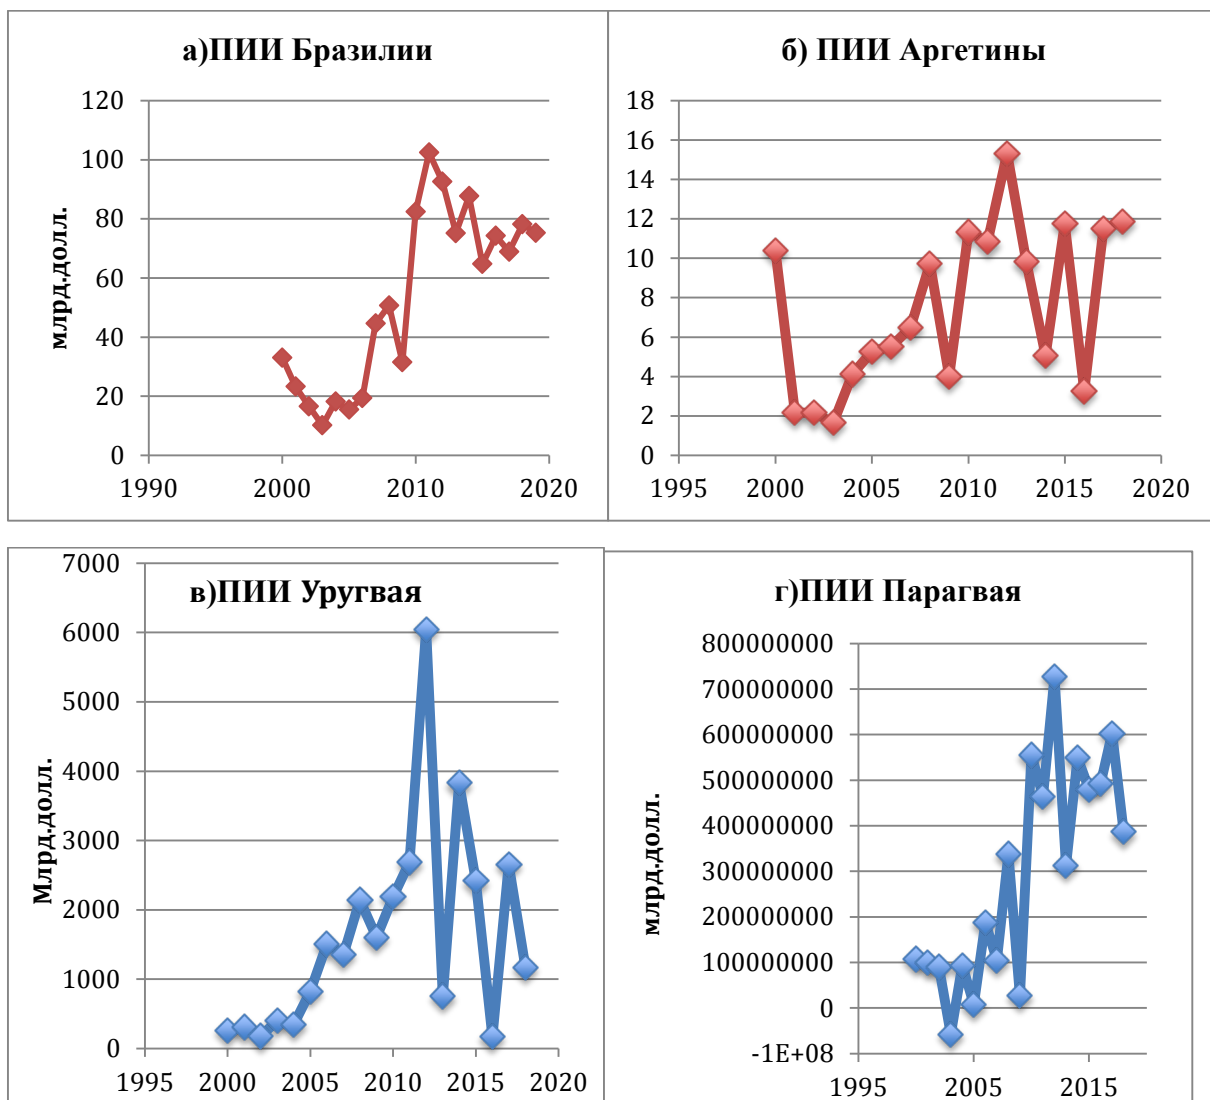 а)ПИИ Бразилии
млрд.долл.
120
100
80
60
40
20
0
1990 2000 2010 2020
б) ПИИ Аргетины
18
16
14
12
10
8
6
4
2
0
1995 2000 2005 2010 2015 2020
в)ПИИ Уругвая
Млрд.долл.
7000
6000
5000
4000
3000
2000
1000
0
1995 2000 2005 2010 2015 2020
г)ПИИ Парагвая
млрд.долл.
800000000
700000000
600000000
500000000
400000000
300000000
200000000
100000000
0
-1E+08
1995 2005 2015